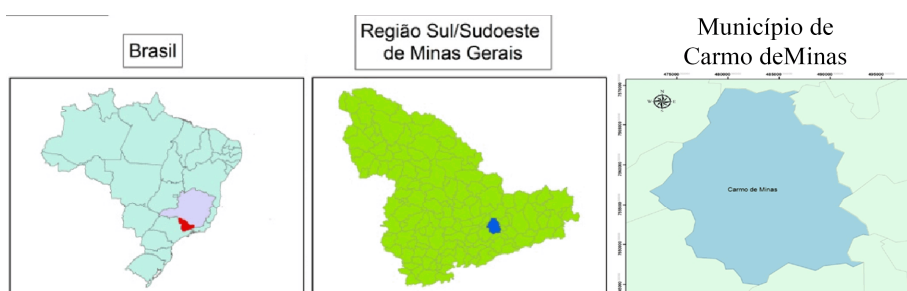 Brasil
Região Sul/Sudoeste
de Minas Gerais
Município de
Carmo deMinas
N
W
E
Carmo de Minas